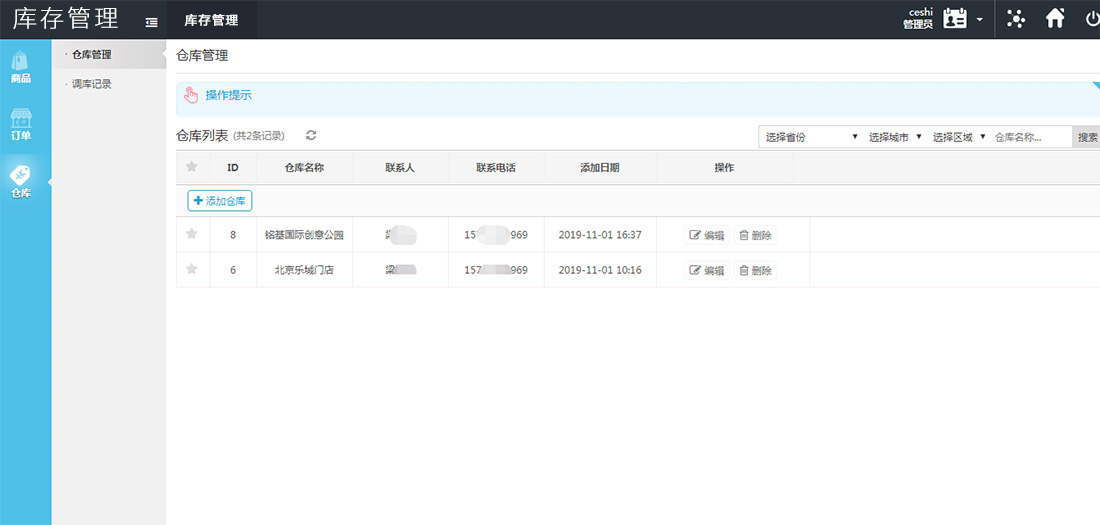 库存管理
库存管理
ceshi
管理员
商品
订单
仓库
· 仓库管理
· 调库记录
仓库管理
操作提示
仓库列表 (共2条记录)
选择省份 选择城市 选择区域 仓库名称... 搜索
ID 仓库名称 联系人 联系电话 添加日期 操作
添加仓库
8 铭基国际创意公园 15 969 2019-11-01 16:37 编辑 删除
6 北京乐城门店 梁 157 969 2019-11-01 10:16 编辑 删除